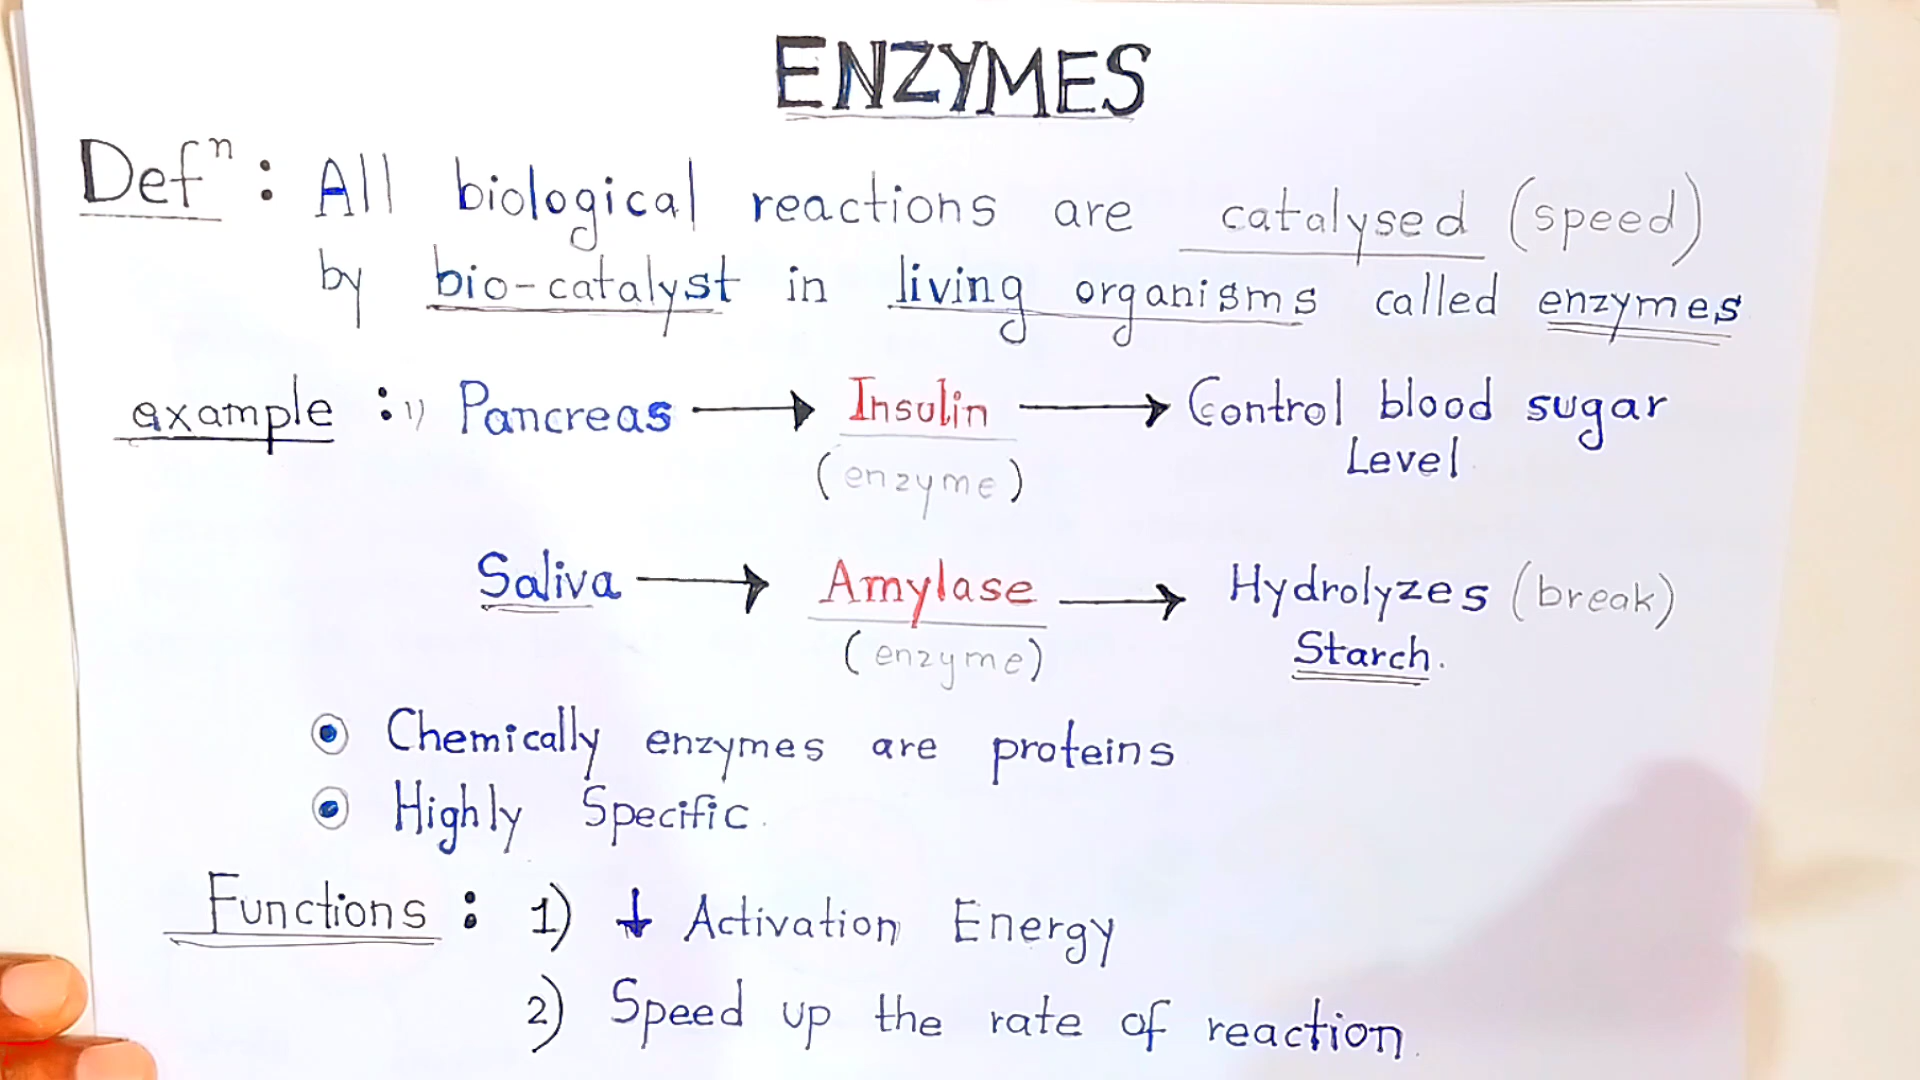 ENZYMES
Defⁿ : All biological reactions are catalysed (speed)
by bio-catalyst in living organisms called enzymes
example : 1) Pancreas → Insulin → Control blood sugar
(enzyme) Level
Saliva → Amylase → Hydrolyzes (break)
(enzyme) Starch.
Chemically enzymes are proteins
Highly Specific.
Functions : 1) ↓ Activation Energy
2) Speed up the rate of reaction.